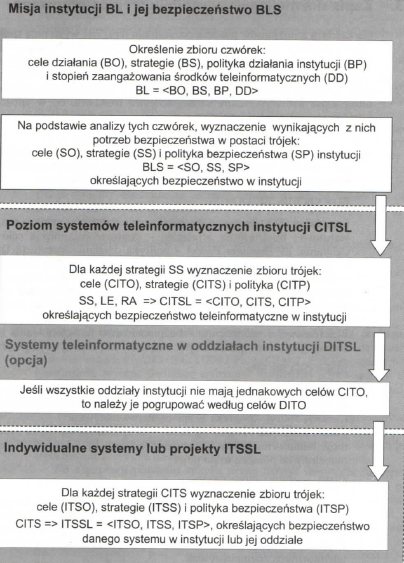 Misja instytucji BL i jej bezpieczeństwo BLS
Określenie zbioru czwórek:
cele działania (BO), strategie (BS), polityka działania instytucji (BP)
i stopień zaangażowania środków teleinformatycznych (DD)
BL = <BO, BS, BP, DD>
Na podstawie analizy tych czwórek, wyznaczenie wynikających z nich
potrzeb bezpieczeństwa w postaci trójek:
cele (SO), strategie (SS) i polityka bezpieczeństwa (SP) instytucji
BLS = <SO, SS, SP>
określających bezpieczeństwo w instytucji
Poziom systemów teleinformatycznych instytucji CITSL
Dla każdej strategii SS wyznaczenie zbioru trójek:
cele (CITO), strategie (CITS) i polityka (CITP)
SS, LE, RA => CITSL = <CITO, CITS, CITP>
określających bezpieczeństwo teleinformatyczne w instytucji
Systemy teleinformatyczne w oddziałach instytucji DITSL
(opcja)
Jeśli wszystkie oddziały instytucji nie mają jednakowych celów CITO,
to należy je pogrupować według celów DITO
Indywidualne systemy lub projekty ITSSL
Dla każdej strategii CITS wyznaczenie zbioru trójek:
cele (ITSO), strategie (ITSS) i polityka bezpieczeństwa (ITSP)
CITS => ITSSL = <ITSO, ITSS, ITSP>, określających bezpieczeństwo
danego systemu w instytucji lub jej oddziale